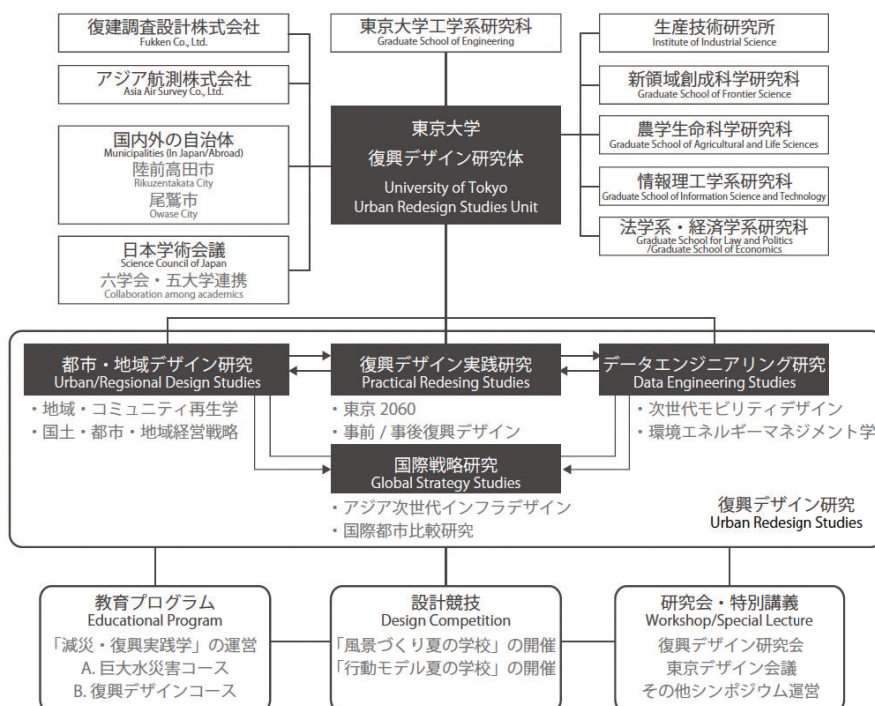 復建調査設計株式会社
Fukken Co., Ltd.
アジア航測株式会社
Asia Air Survey Co., Ltd.
国内外の自治体
Municipalities (In Japan/Abroad)
陸前高田市
Rikuzentakata City
尾鷲市
Owase City
日本学術会議
Science Council of Japan
六学会・五大学連携
Collaboration among academics
東京大学工学系研究科
Graduate School of Engineering
東京大学
復興デザイン研究体
University of Tokyo
Urban Redesign Studies Unit
生産技術研究所
Institute of Industrial Science
新領域創成科学研究科
Graduate School of Frontier Science
農学生命科学研究科
Graduate School of Agricultural and Life Sciences
情報理工学系研究科
Graduate School of Information Science and Technology
法学系・経済学系研究科
Graduate School for Law and Politics
/Graduate School of Economics
都市・地域デザイン研究
Urban/Regsional Design Studies
・地域・コミュニティ再生学
・国土・都市・地域経営戦略
復興デザイン実践研究
Practical Redesing Studies
・東京 2060
・事前 / 事後復興デザイン
データエンジニアリング研究
Data Engineering Studies
・次世代モビリティデザイン
・環境エネルギーマネジメント学
国際戦略研究
Global Strategy Studies
・アジア次世代インフラデザイン
・国際都市比較研究
復興デザイン研究
Urban Redesign Studies
教育プログラム
Educational Program
「減災・復興実践学」の運営
A. 巨大水災害コース
B. 復興デザインコース
設計競技
Design Competition
「風景づくり夏の学校」の開催
「行動モデル夏の学校」の開催
研究会・特別講義
Workshop/Special Lecture
復興デザイン研究会
東京デザイン会議
その他シンポジウム運営